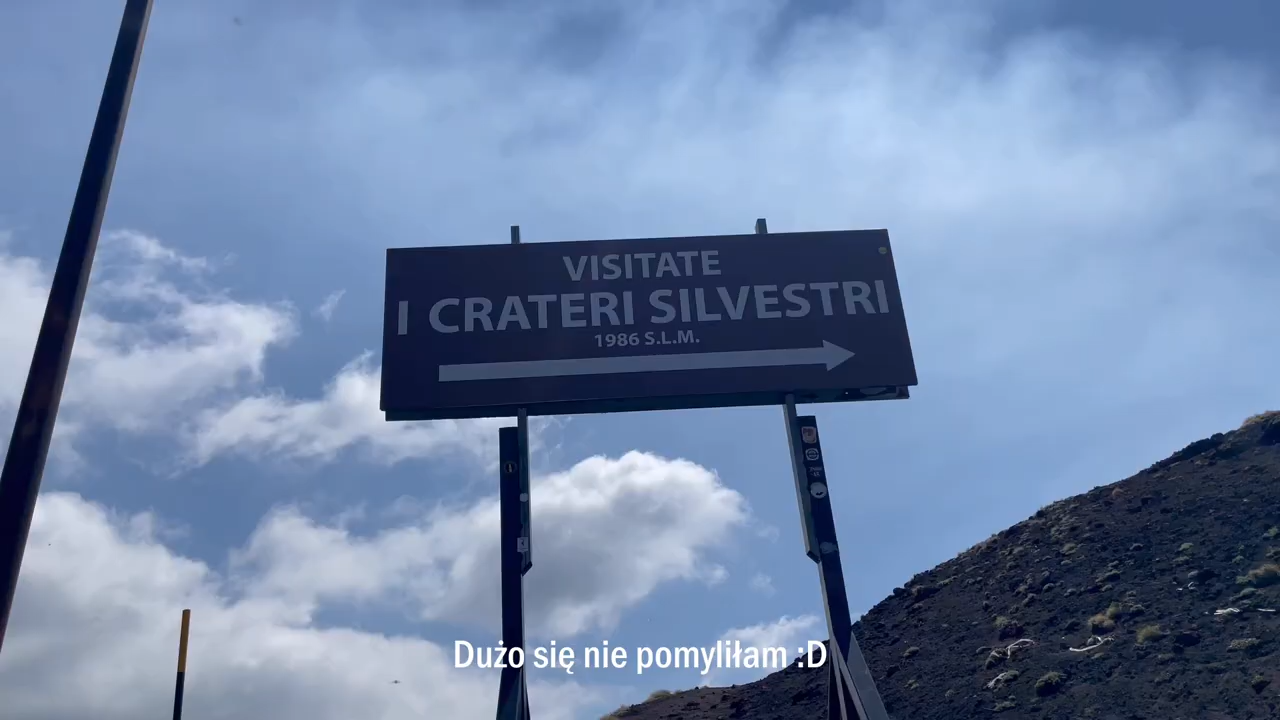 VISITATE
I CRATERI SILVESTRI
1986 S.L.M.
Dużo się nie pomyliłam :D